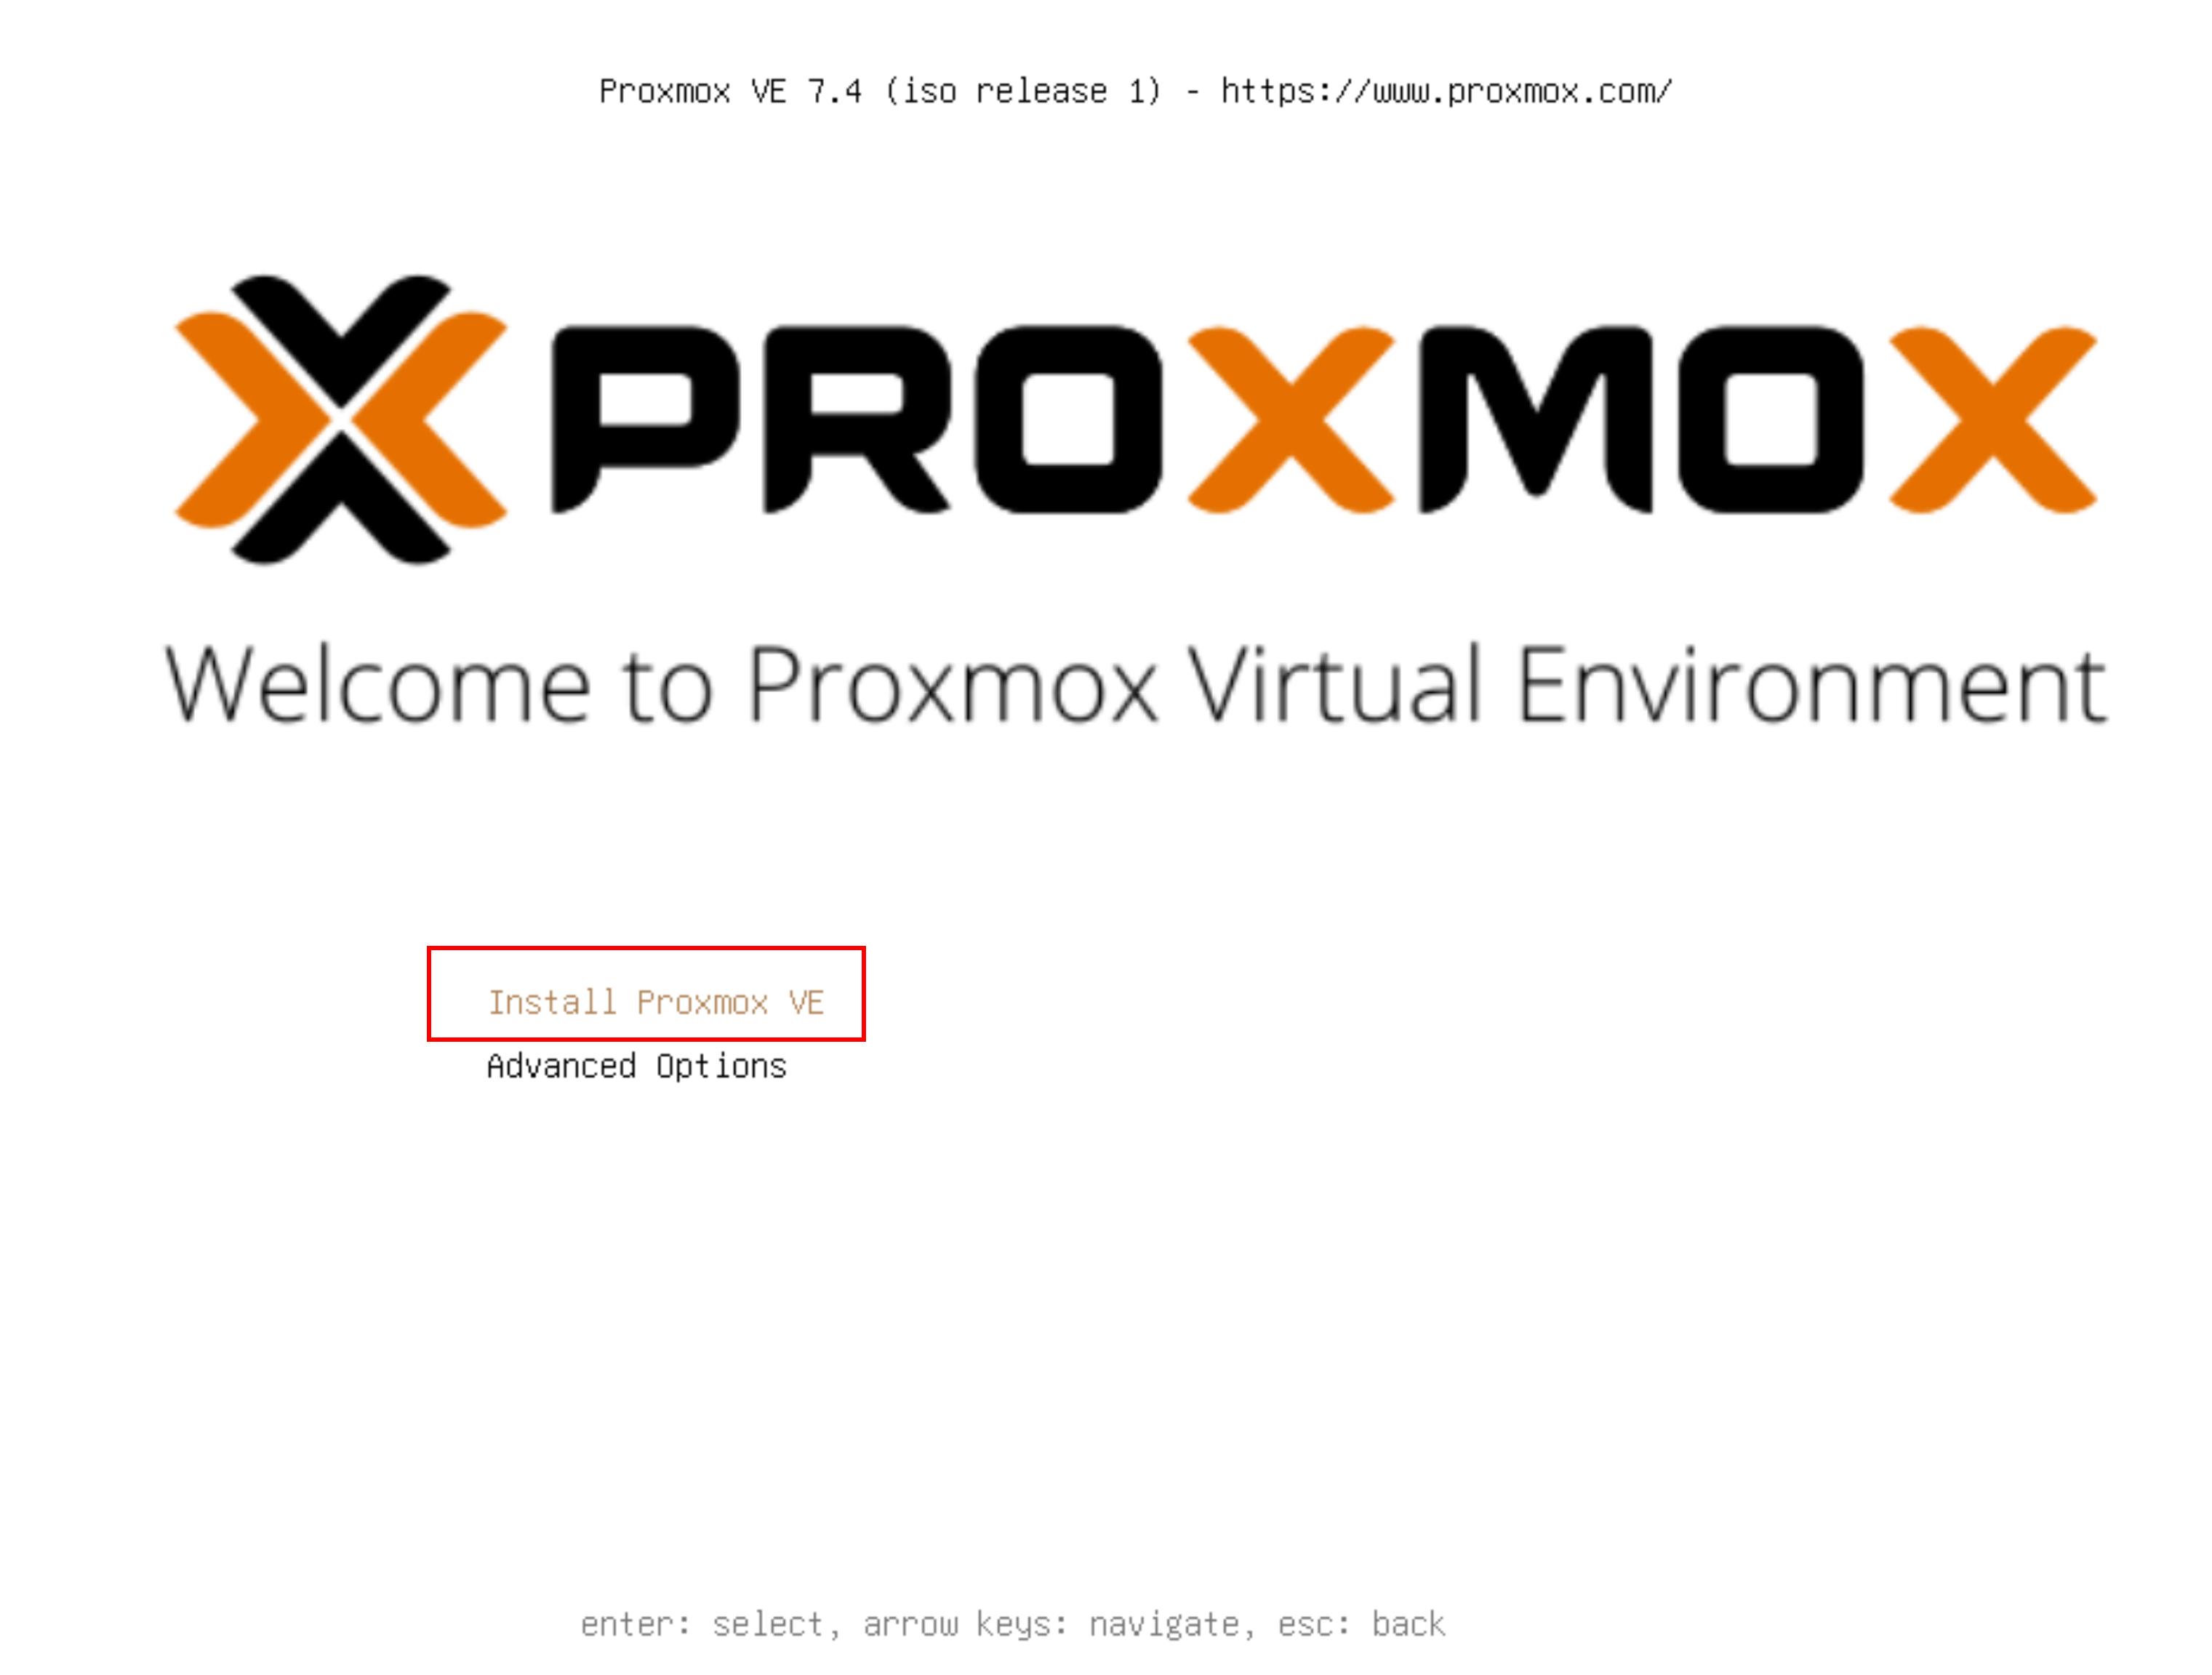 Proxmox VE 7.4 (iso release 1) - https://www.proxmox.com/
PROXMOX
Welcome to Proxmox Virtual Environment
Install Proxmox VE
Advanced Options
enter: select, arrow keys: navigate, esc: back